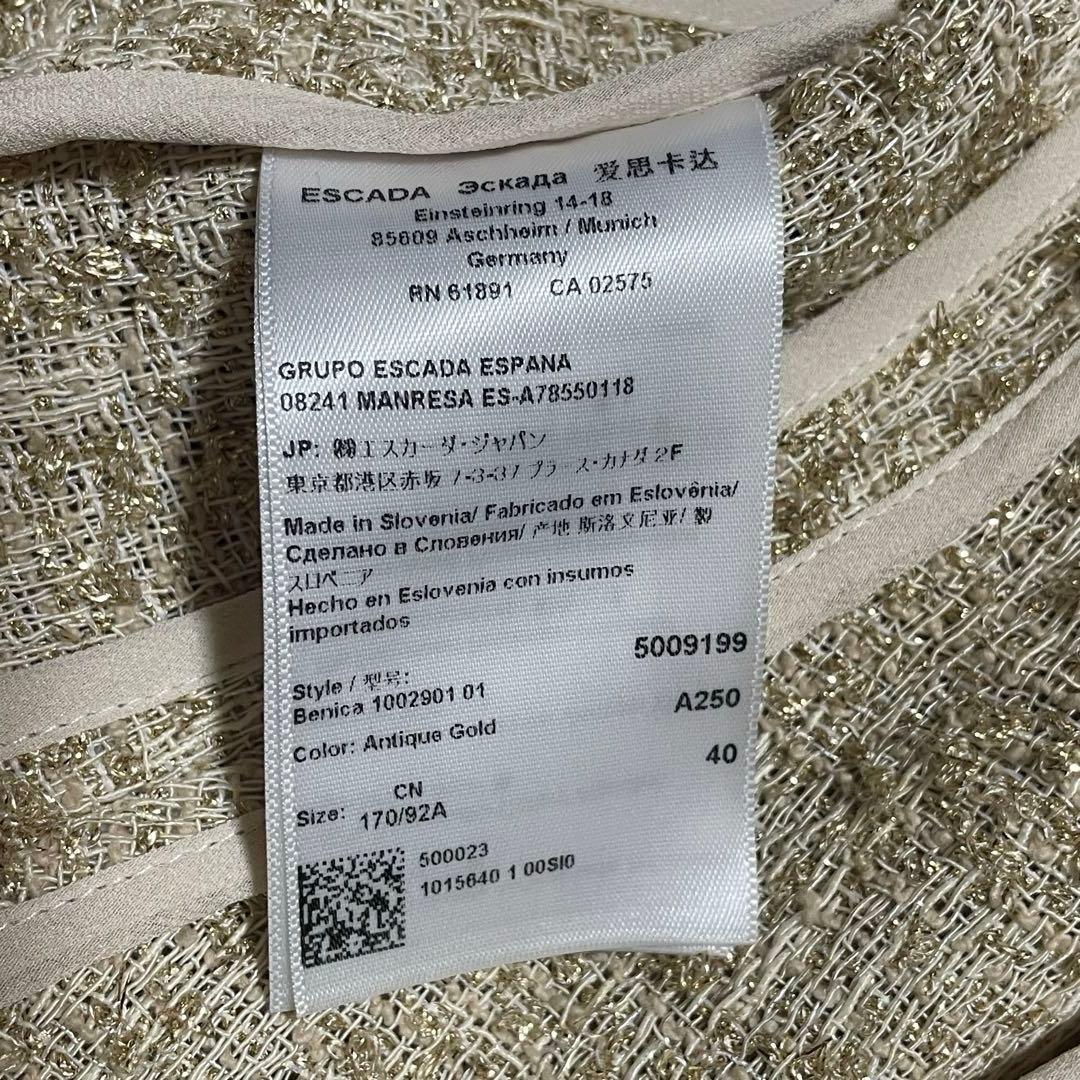 ESCADA Эскада 爱思卡达
Einsteinring 14-18
85609 Aschheim / Munich
Germany
RN 61891 CA 02575
GRUPO ESCADA ESPANA
08241 MANRESA ES-A78550118
JP: ㈱エスカーダ・ジャパン
東京都港区赤坂 7-3-37 プラース・カナダ 2F
Made in Slovenia/ Fabricado em Eslovênia/
Сделано в Словения/ 产地 斯洛文尼亚/ 製
スロベニア
Hecho en Eslovenia con insumos
importados
5009199
Style / 型号:
Benica 1002901 01
A250
Color: Antique Gold
40
CN
Size: 170/92A
500023
1015640 1 00SI0